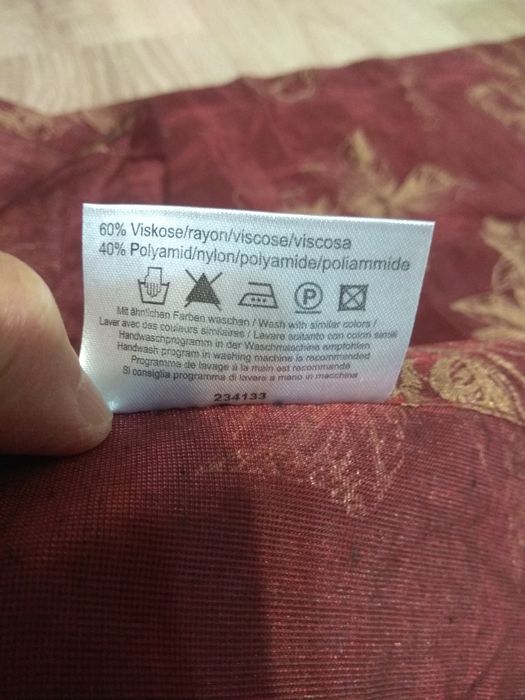 60% Viskose/rayon/viscose/viscosa
40% Polyamid/nylon/polyamide/poliammide
P
Mit ähnlichen Farben waschen / Wash with similar colors /
Laver avec des couleurs similaires / Lavare soltanto con colori simili
Handwaschprogramm in der Waschmaschine empfohlen
Handwash program in washing machine is recommended
Programme de lavage à la main est recommandé
Si consiglia programma di lavare a mano in macchina
234133